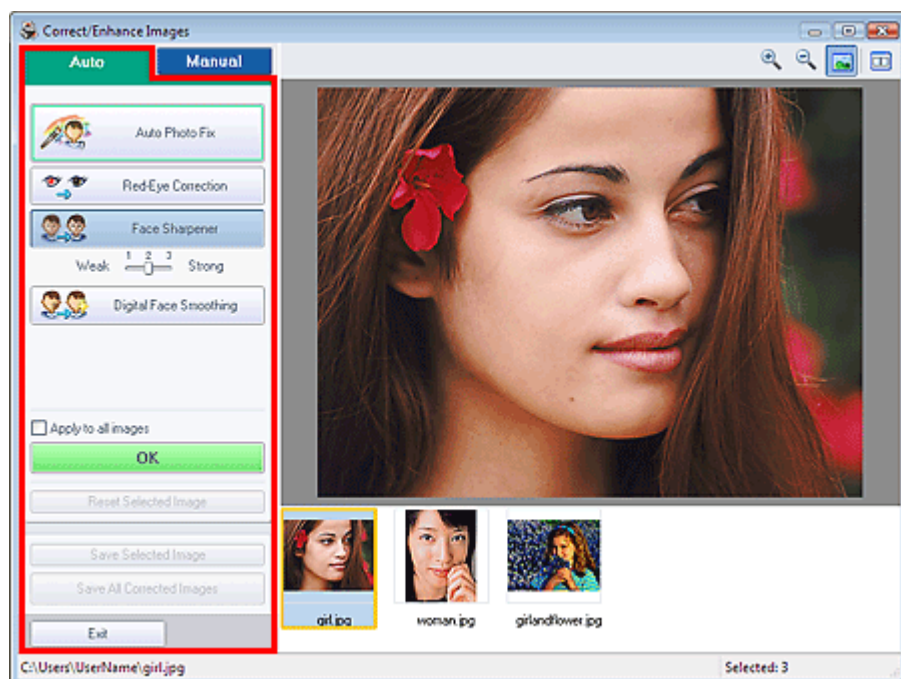 Correct/Enhance Images
Auto Manual
Auto Photo Fix
Red-Eye Correction
Face Sharpener
1 2 3
Weak Strong
Digital Face Smoothing
Apply to all images
OK
Reset Selected Image
Save Selected Image
Save All Corrected Images
Exit
girl.jpg woman.jpg girlandflower.jpg
C:\Users\UserName\girl.jpg Selected: 3